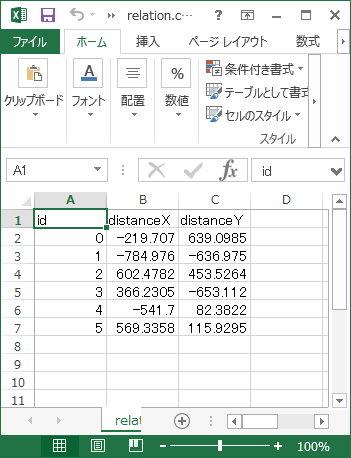 relation.c…
ファイル ホーム 挿入 ページ レイアウト 数式
クリップボード フォント 配置 数値 条件付き書式
テーブルとして書式
セルのスタイル
スタイル
A1 fx id
A B C D
1 id distanceX distanceY
2 0 -219.707 639.0985
3 1 -784.976 -636.975
4 2 602.4782 453.5264
5 3 366.2305 -653.112
6 4 -541.7 82.3822
7 5 569.3358 115.9295
8
9
10
11
relat
100%